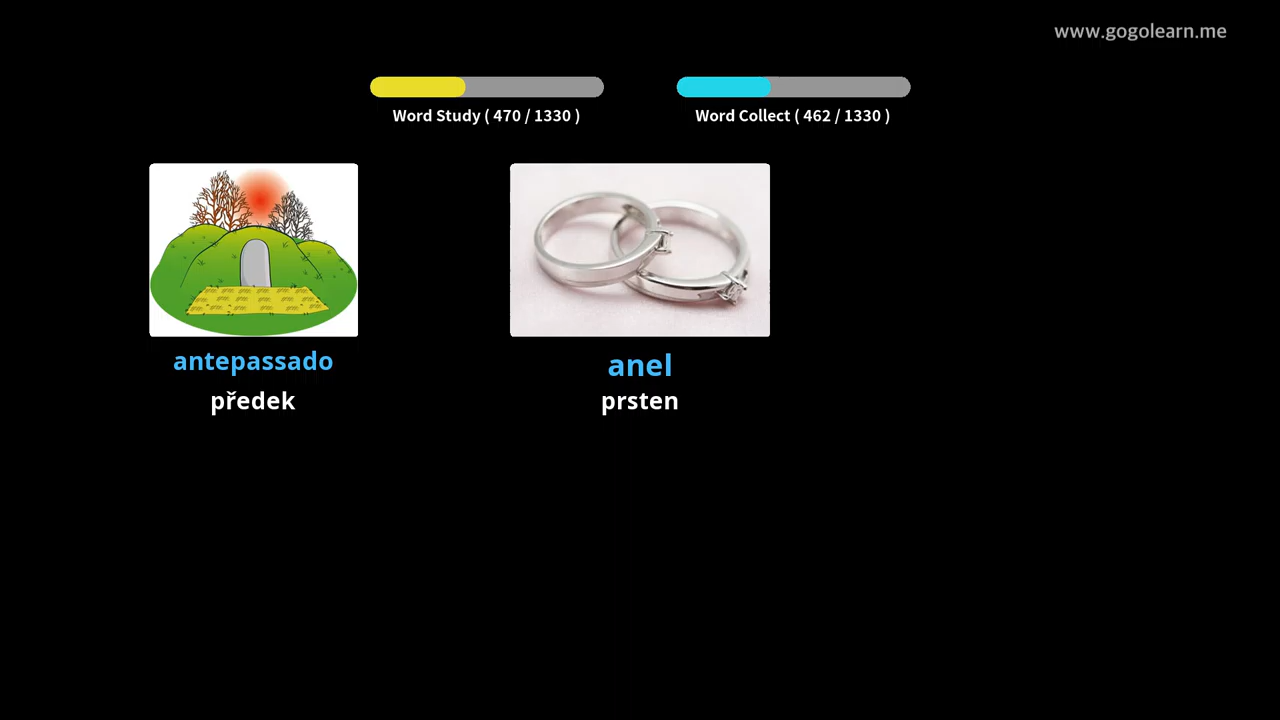 www.gogolearn.me
Word Study ( 470 / 1330 )
Word Collect ( 462 / 1330 )
antepassado
předek
anel
prsten